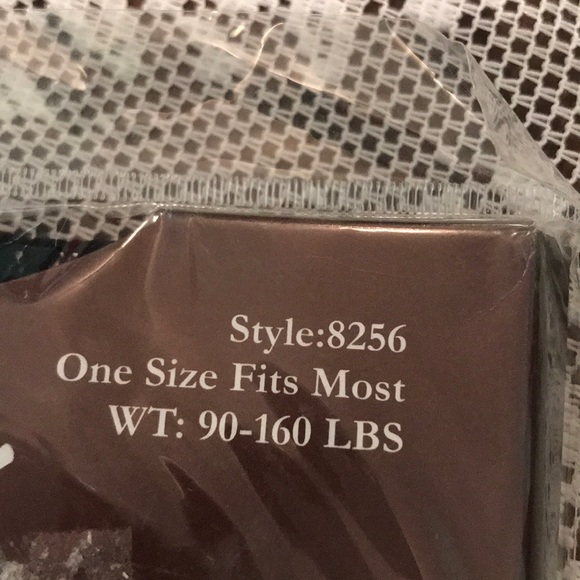 Style:8256
One Size Fits Most
WT: 90-160 LBS